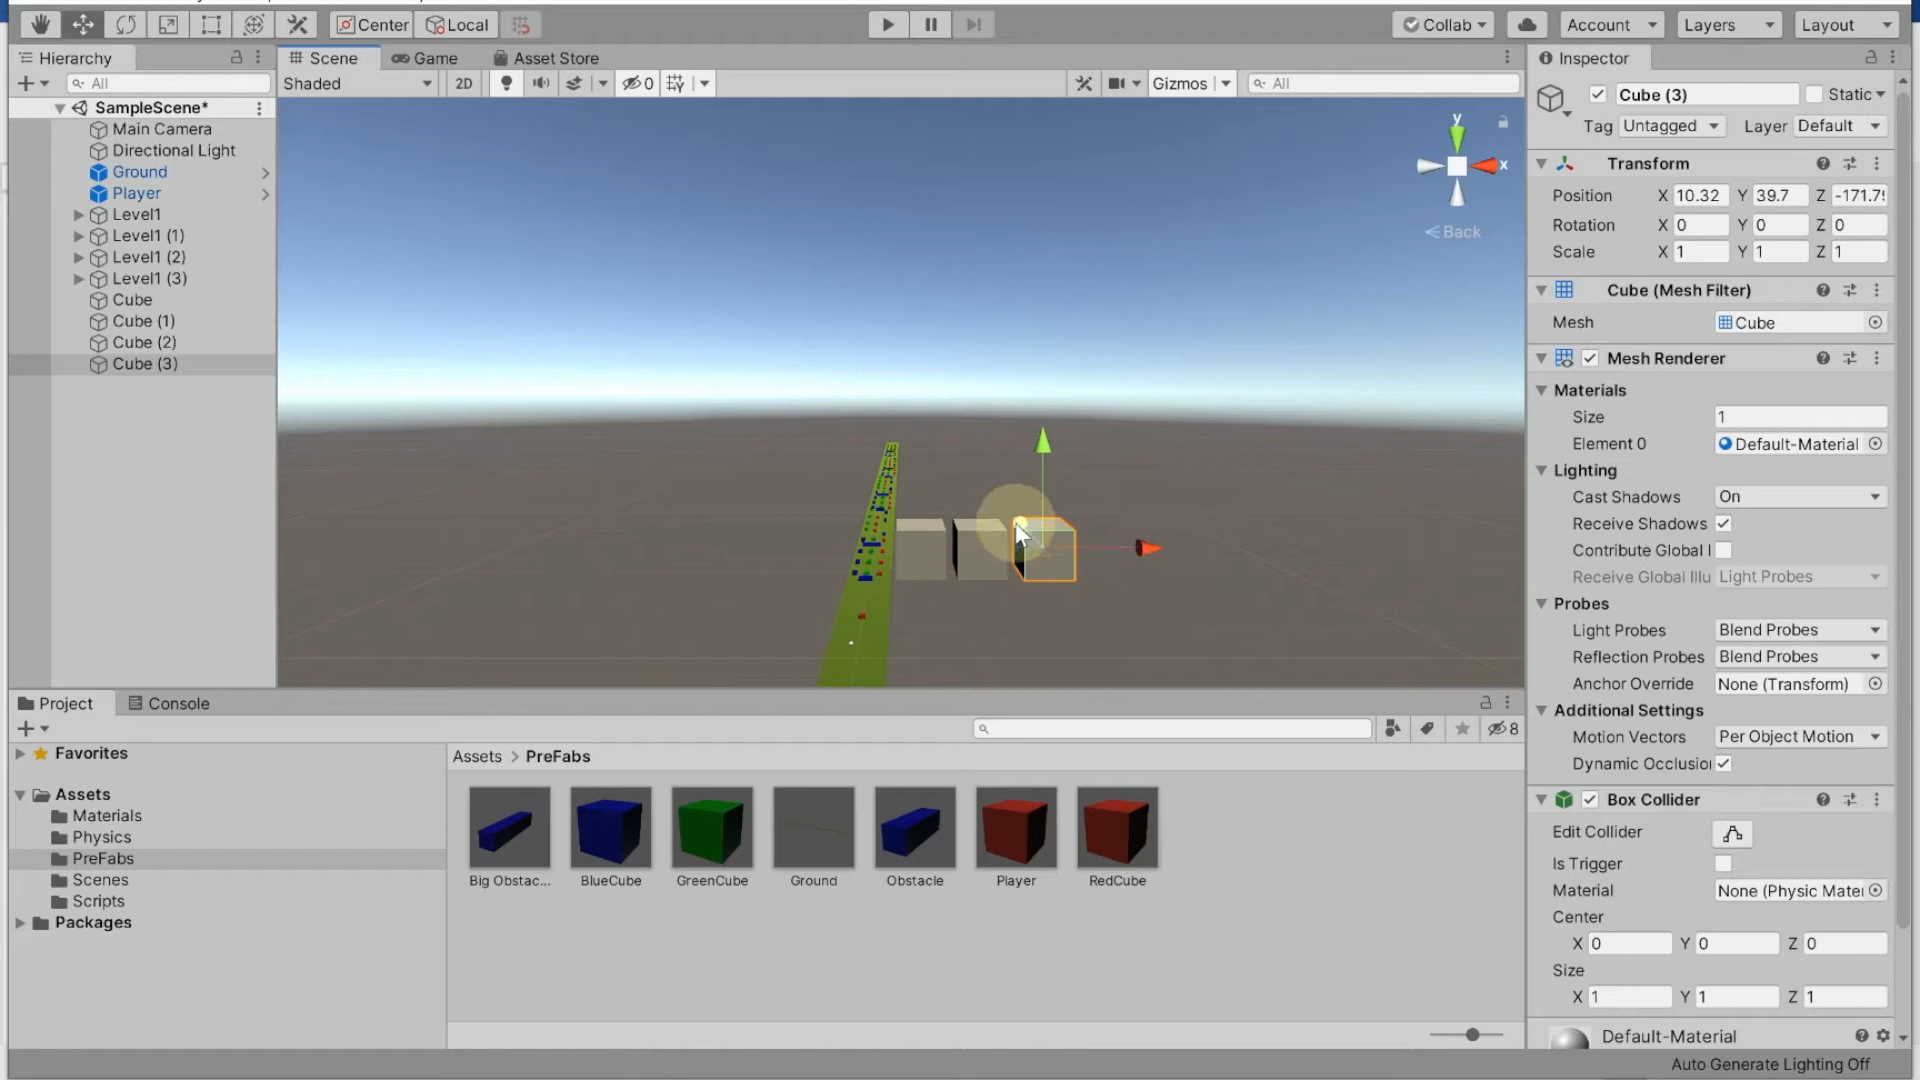 Center
Local
Collab
Account
Layers
Layout
Hierarchy
Scene
Game
Asset Store
Inspector
All
Shaded
2D
0
Gizmos
All
SampleScene*
Main Camera
Directional Light
Ground
Player
Level1
Level1 (1)
Level1 (2)
Level1 (3)
Cube
Cube (1)
Cube (2)
Cube (3)
y
x
Back
Cube (3)
Static
Tag Untagged
Layer Default
Transform
Position X 10.32 Y 39.7 Z -171.79
Rotation X 0 Y 0 Z 0
Scale X 1 Y 1 Z 1
Cube (Mesh Filter)
Mesh Cube
Mesh Renderer
Materials
Size 1
Element 0 Default-Material
Lighting
Cast Shadows On
Receive Shadows
Contribute Global I
Receive Global Illu Light Probes
Probes
Light Probes Blend Probes
Reflection Probes Blend Probes
Anchor Override None (Transform)
Additional Settings
Motion Vectors Per Object Motion
Dynamic Occlusion
Box Collider
Edit Collider
Is Trigger
Material None (Physic Mater
Center
X 0 Y 0 Z 0
Size
X 1 Y 1 Z 1
Default-Material
Project
Console
8
Favorites
Assets
Materials
Physics
PreFabs
Scenes
Scripts
Packages
Assets > PreFabs
Big Obstac...
BlueCube
GreenCube
Ground
Obstacle
Player
RedCube
Auto Generate Lighting Off